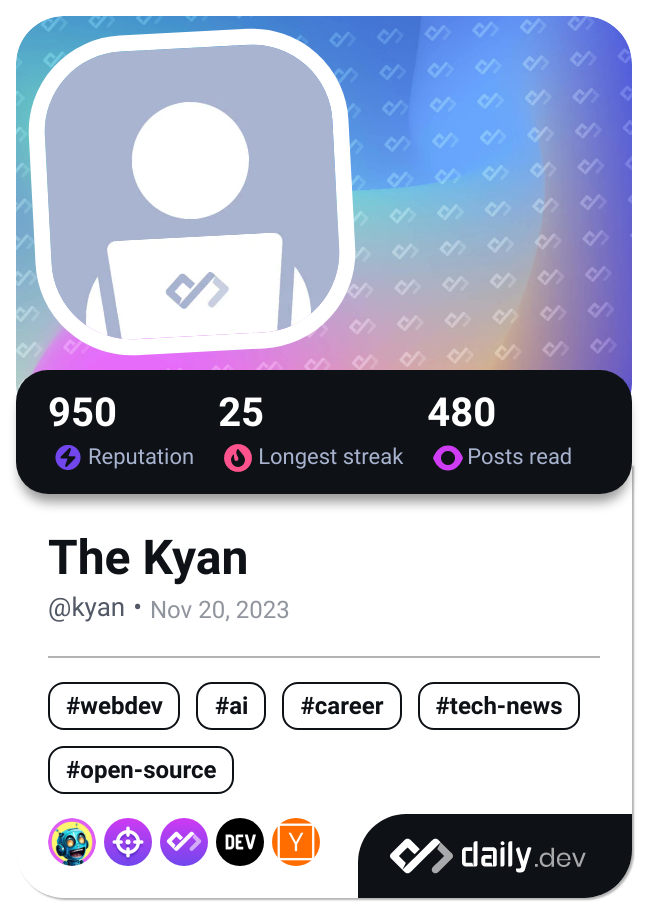 950 25 480
Reputation Longest streak Posts read
The Kyan
@kyan • Nov 20, 2023
#webdev #ai #career #tech-news
#open-source
DEV Y
daily.dev